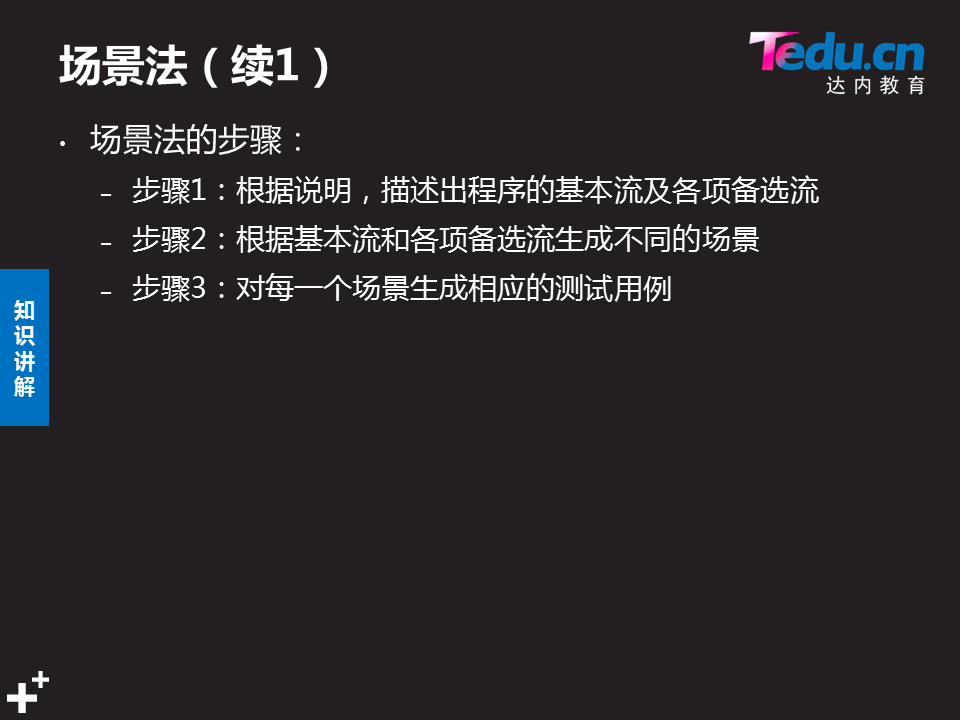 场景法（续1）
Tedu.cn
达内教育
• 场景法的步骤：
– 步骤1：根据说明，描述出程序的基本流及各项备选流
– 步骤2：根据基本流和各项备选流生成不同的场景
– 步骤3：对每一个场景生成相应的测试用例
知
识
讲
解